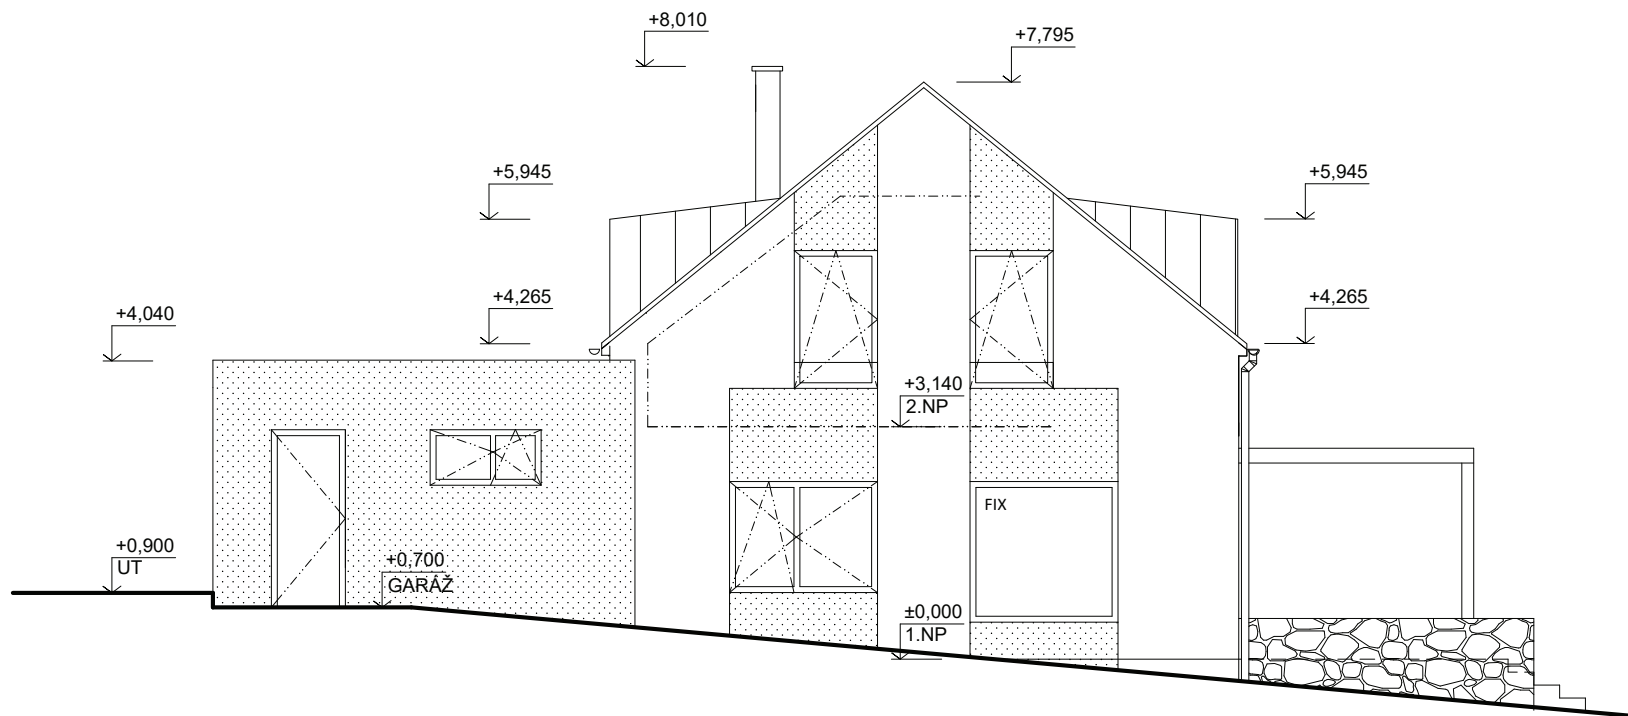 +8,010
+7,795
+5,945
+5,945
+4,265
+4,265
+4,040
+3,140
2.NP
FIX
+0,900
UT
+0,700
GARÁŽ
±0,000
1.NP